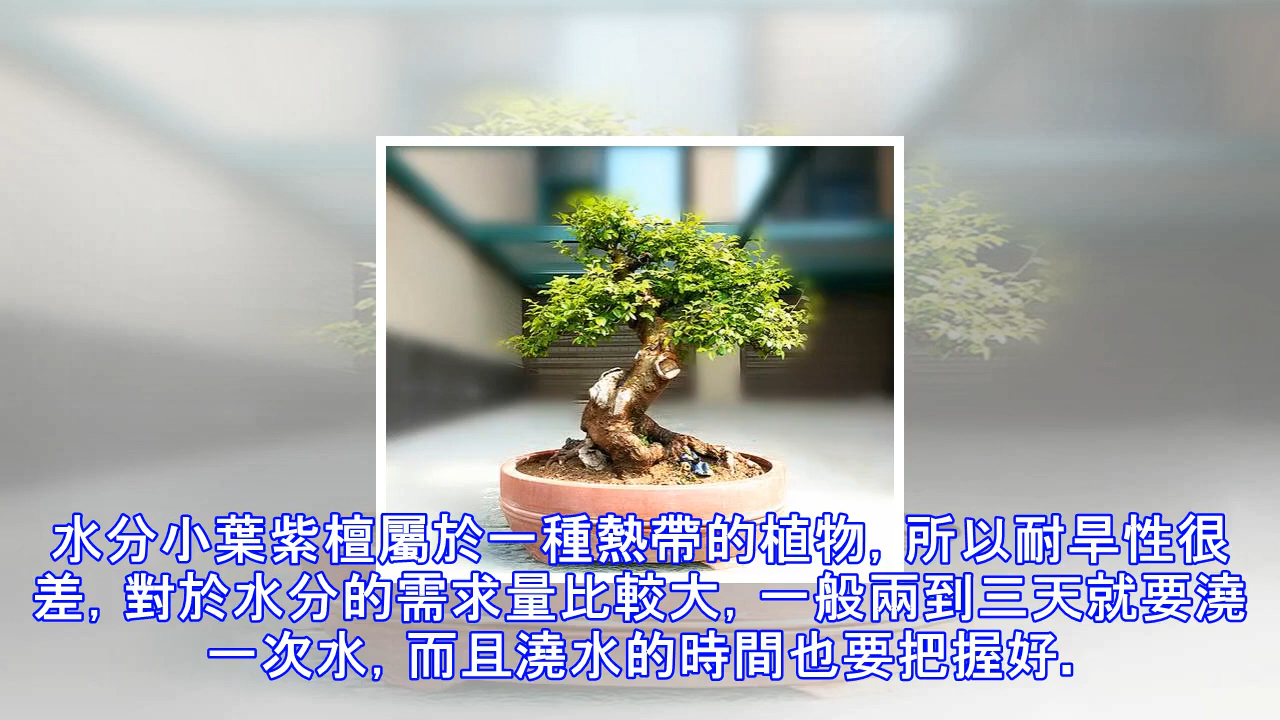 水分小葉紫檀屬於一種熱帶的植物, 所以耐旱性很
差, 對於水分的需求量比較大, 一般兩到三天就要澆
一次水, 而且澆水的時間也要把握好.